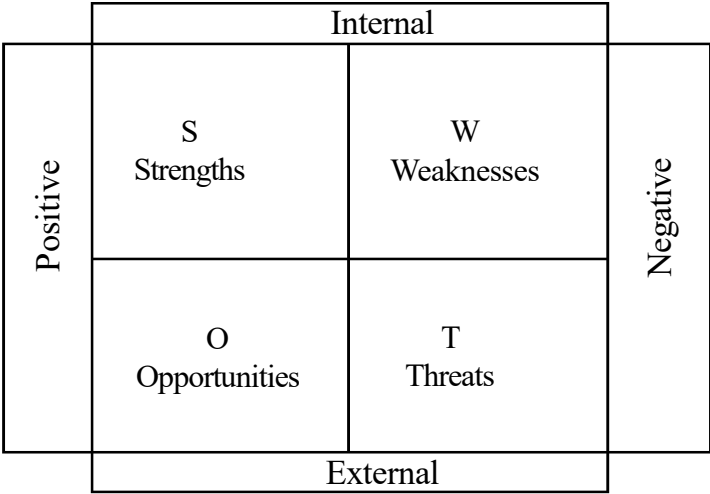 Internal
Positive
S
Strengths
W
Weaknesses
Negative
O
Opportunities
T
Threats
External